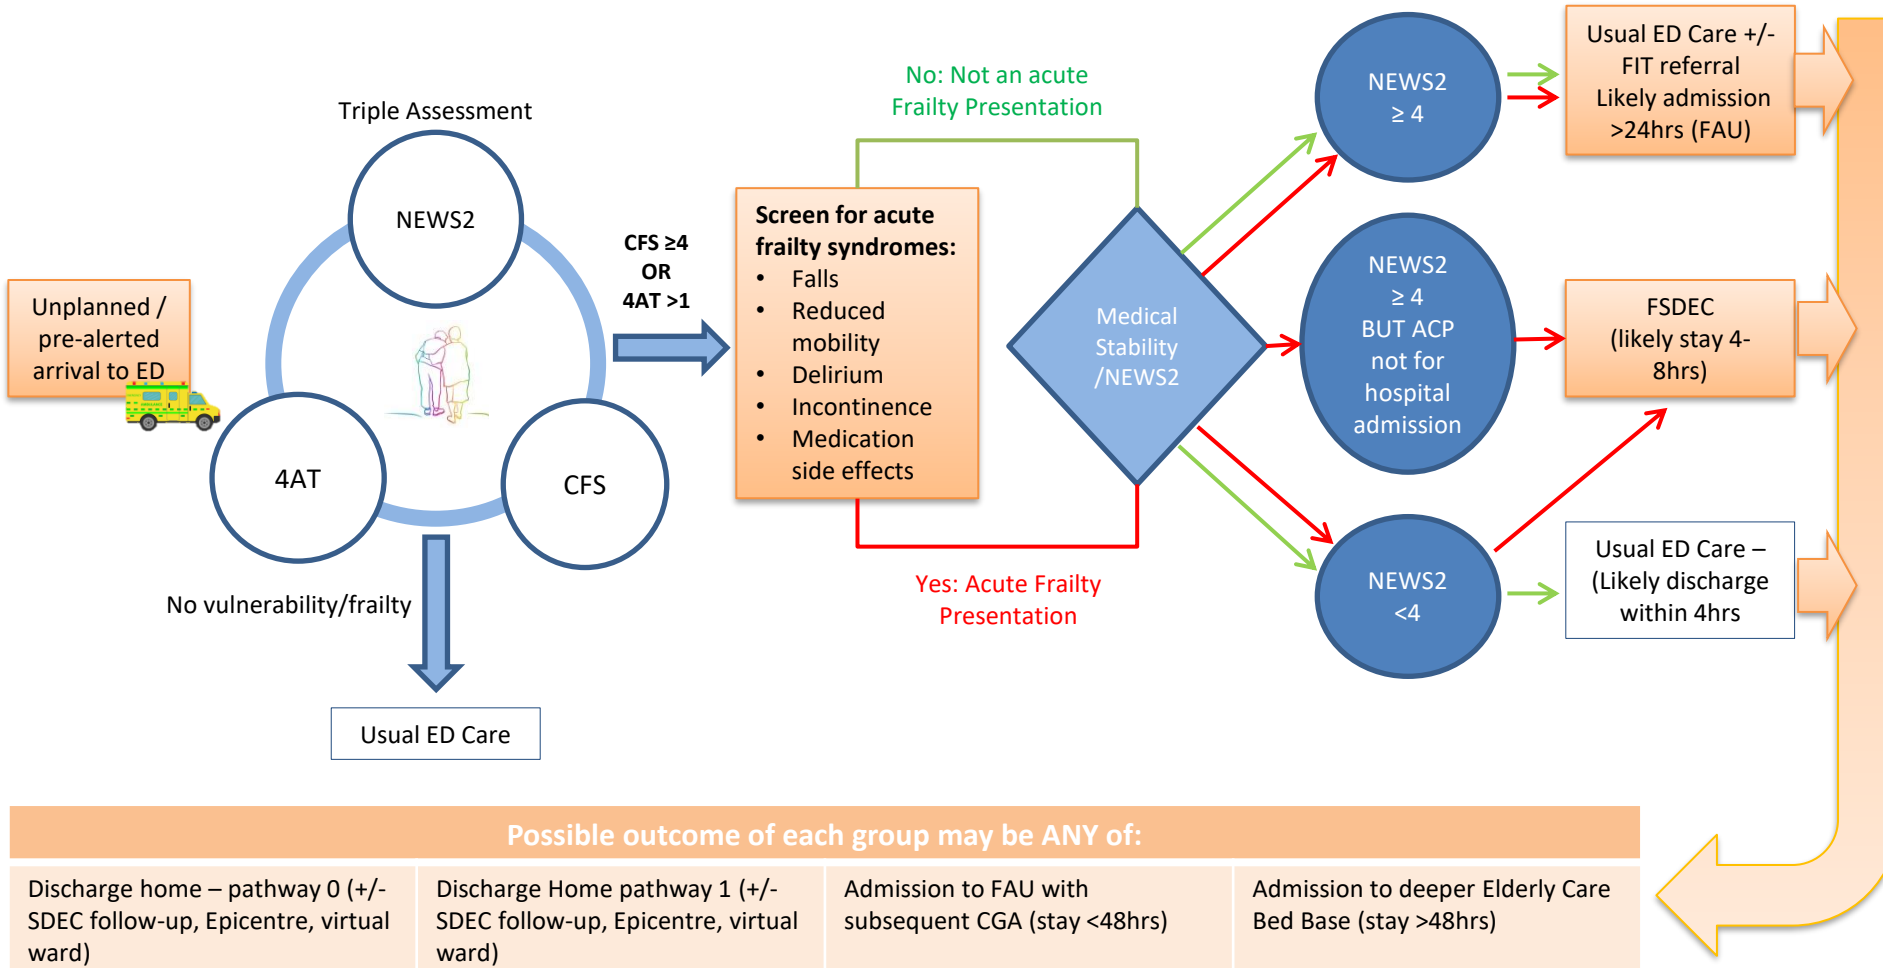 Unplanned /
pre-alerted
arrival to ED
AMBULANCE
Triple Assessment
NEWS2
4AT
CFS
No vulnerability/frailty
Usual ED Care
CFS ≥4
OR
4AT >1
Screen for acute
frailty syndromes:
• Falls
• Reduced
mobility
• Delirium
• Incontinence
• Medication
side effects
No: Not an acute
Frailty Presentation
Yes: Acute Frailty
Presentation
Medical
Stability
/NEWS2
NEWS2
≥ 4
NEWS2
≥ 4
BUT ACP
not for
hospital
admission
NEWS2
<4
Usual ED Care +/-
FIT referral
Likely admission
>24hrs (FAU)
FSDEC
(likely stay 4-
8hrs)
Usual ED Care –
(Likely discharge
within 4hrs
Possible outcome of each group may be ANY of:
Discharge home – pathway 0 (+/-
SDEC follow-up, Epicentre, virtual
ward)
Discharge Home pathway 1 (+/-
SDEC follow-up, Epicentre, virtual
ward)
Admission to FAU with
subsequent CGA (stay <48hrs)
Admission to deeper Elderly Care
Bed Base (stay >48hrs)